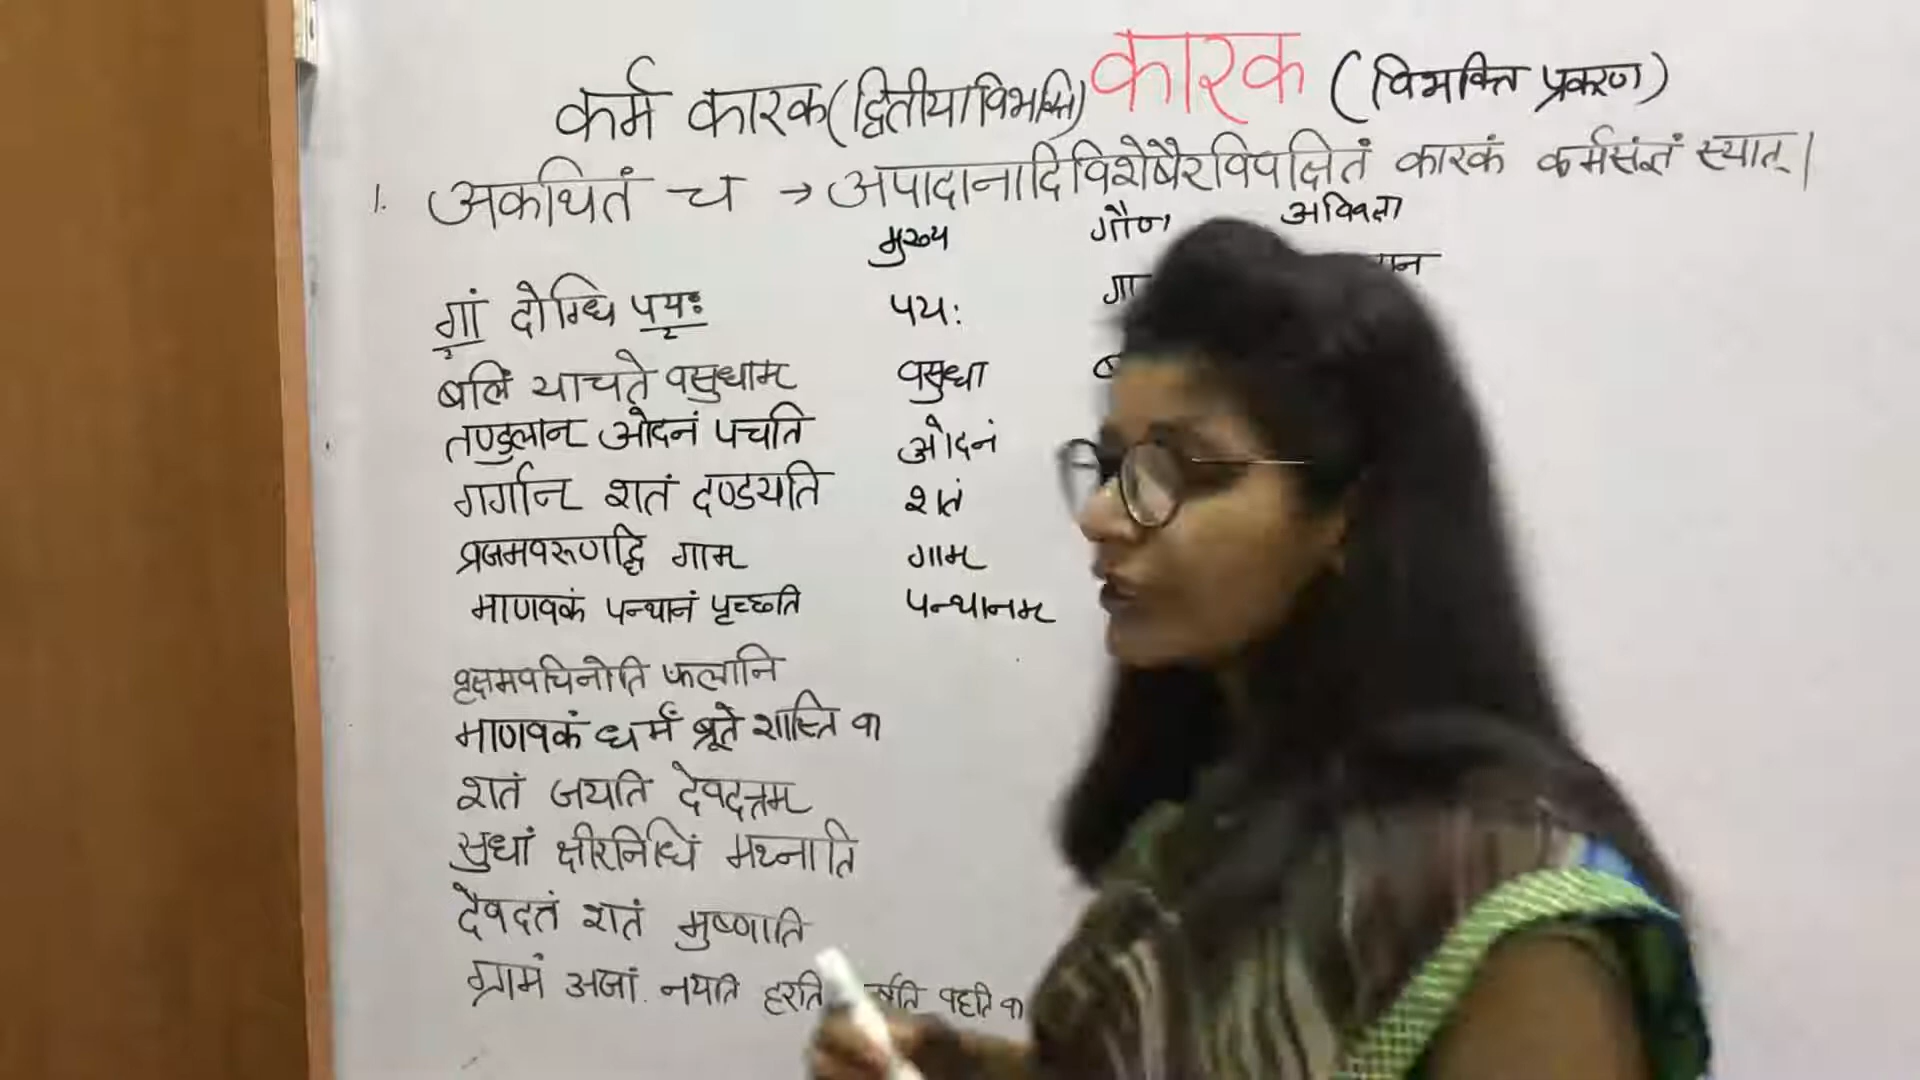 कारक (विभक्ति प्रकरण)
कर्म कारक (द्वितीया विभक्ति)
1. अकथितं च → अपादानादिविशेषैरविवक्षितं कारकं कर्मसंज्ञं स्यात्।
मुख्य गौण अविवक्षा
गां दोग्धि पयः पयः गा
बलिं याचते वसुधाम् वसुधा
तण्डुलान् ओदनं पचति ओदनं
गर्गान् शतं दण्डयति शतं
व्रजमवरूणद्धि गाम् गाम्
माणवकं पन्थानं पृच्छति पन्थानम्
वृक्षमवचिनोति फलानि
माणवकं धर्मं ब्रूते शास्ति वा
शतं जयति देवदत्तम्
सुधां क्षीरनिधिं मथ्नाति
देवदतं शतं मुष्णाति
ग्रामं अजां नयति हरति वहति वा